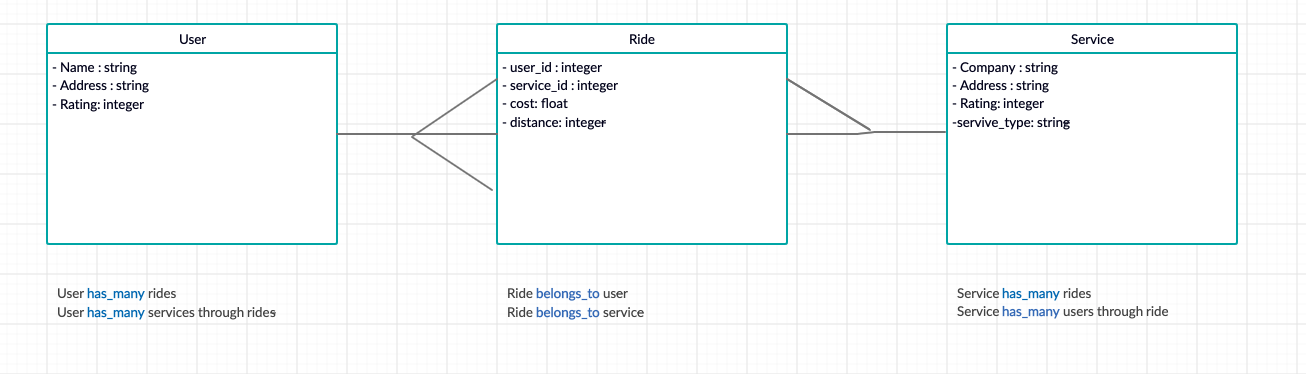 User
- Name : string
- Address : string
- Rating: integer
Ride
- user_id : integer
- service_id : integer
- cost: float
- distance: integer
Service
- Company : string
- Address : string
- Rating: integer
-servive_type: string
User has_many rides
User has_many services through rides
Ride belongs_to user
Ride belongs_to service
Service has_many rides
Service has_many users through ride